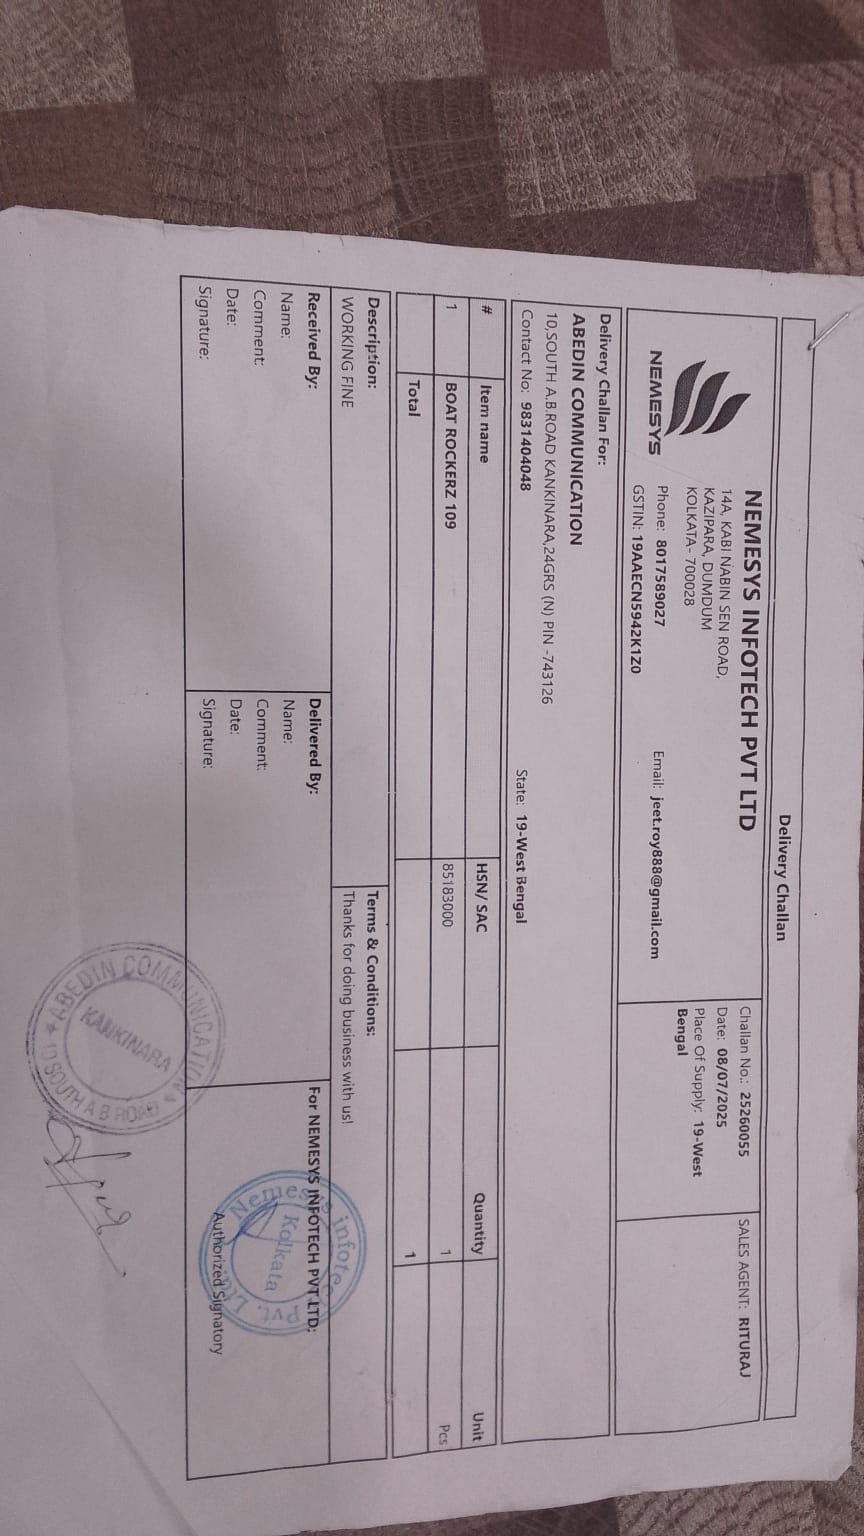 Delivery Challan
NEMESYS
NEMESYS INFOTECH PVT LTD
14A, KABI NABIN SEN ROAD,
KAZIPARA, DUMDUM
KOLKATA- 700028
Phone: 8017589027 Email: jeet.roy888@gmail.com
GSTIN: 19AAECN5942K1Z0
Challan No.: 25260055
Date: 08/07/2025
Place Of Supply: 19-West
Bengal
SALES AGENT: RITURAJ
Delivery Challan For:
ABEDIN COMMUNICATION
10,SOUTH A.B.ROAD KANKINARA,24GRS (N) PIN -743126
Contact No: 9831404048 State: 19-West Bengal
# Item name HSN/ SAC Quantity Unit
1 BOAT ROCKERZ 109 85183000 1 Pcs
Total 1
Description:
WORKING FINE
Terms & Conditions:
Thanks for doing business with us!
Received By:
Name:
Comment:
Date:
Signature:
Delivered By:
Name:
Comment:
Date:
Signature:
For NEMESYS INFOTECH PVT LTD:
Authorized Signatory
Nemesys Infotech Pvt. Ltd.
Kolkata
ABEDIN COMMUNICATION
KANKINARA
10 SOUTH A B ROAD